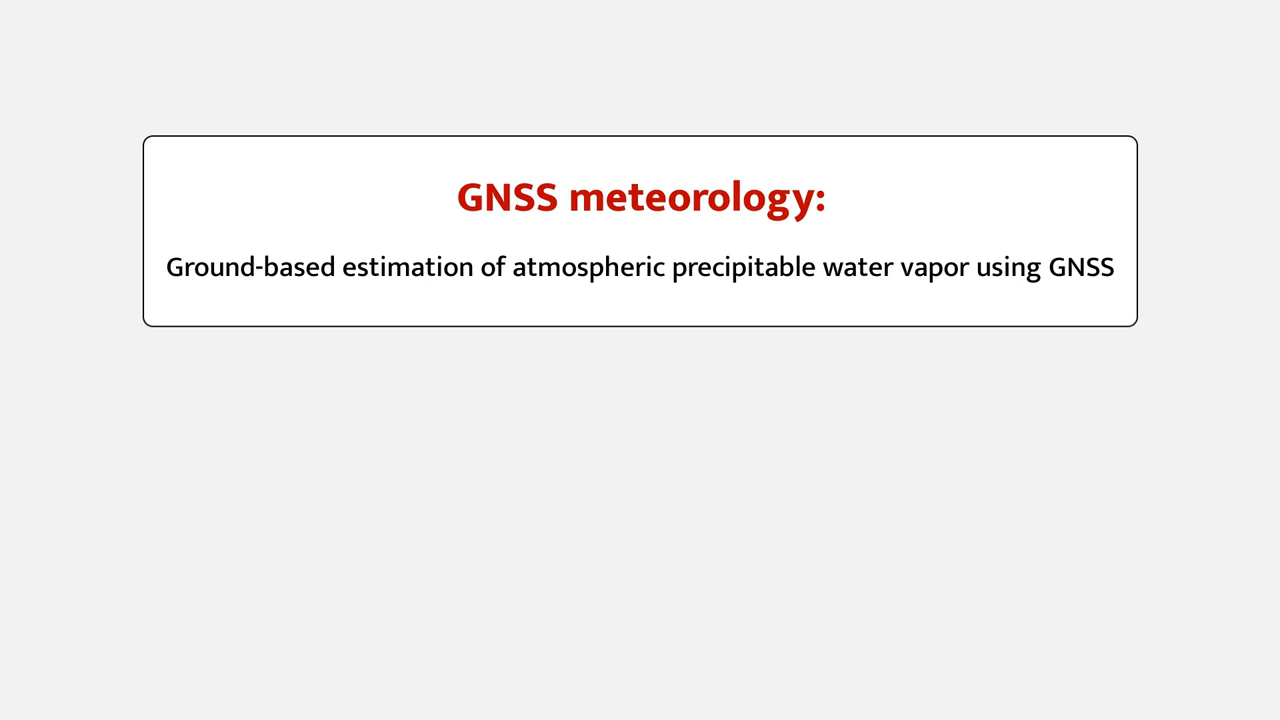 GNSS meteorology:
Ground-based estimation of atmospheric precipitable water vapor using GNSS